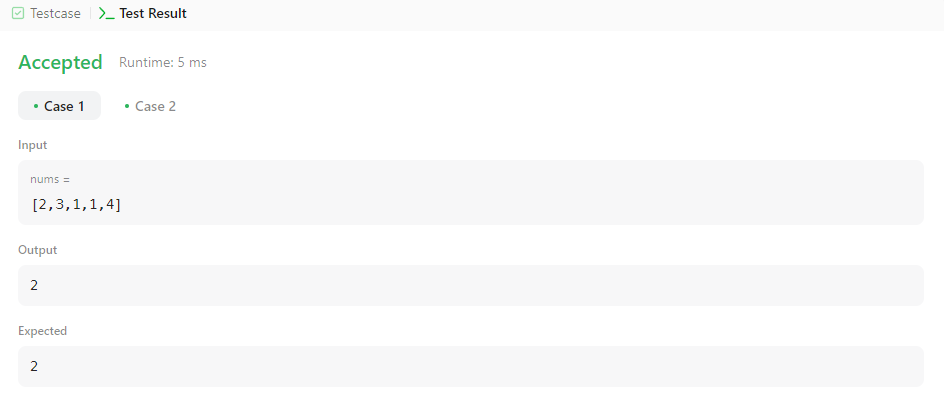 Testcase Test Result
Accepted Runtime: 5 ms
Case 1 Case 2
Input
nums =
[2,3,1,1,4]
Output
2
Expected
2